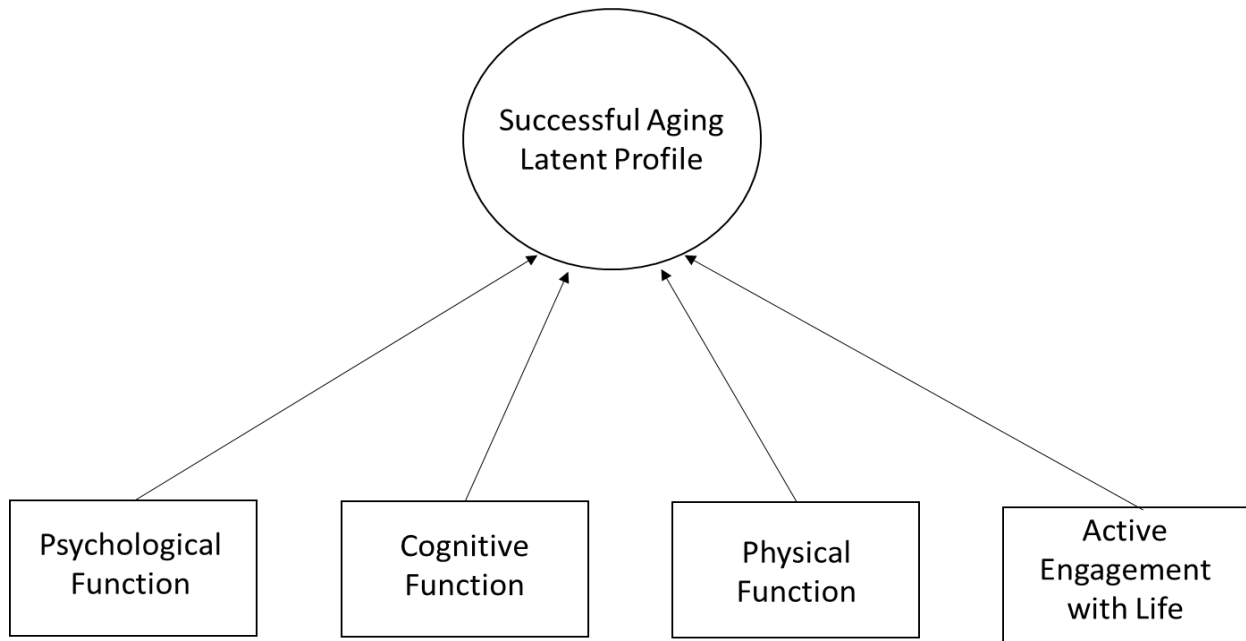 Successful Aging
Latent Profile
Psychological
Function
Cognitive
Function
Physical
Function
Active
Engagement
with Life